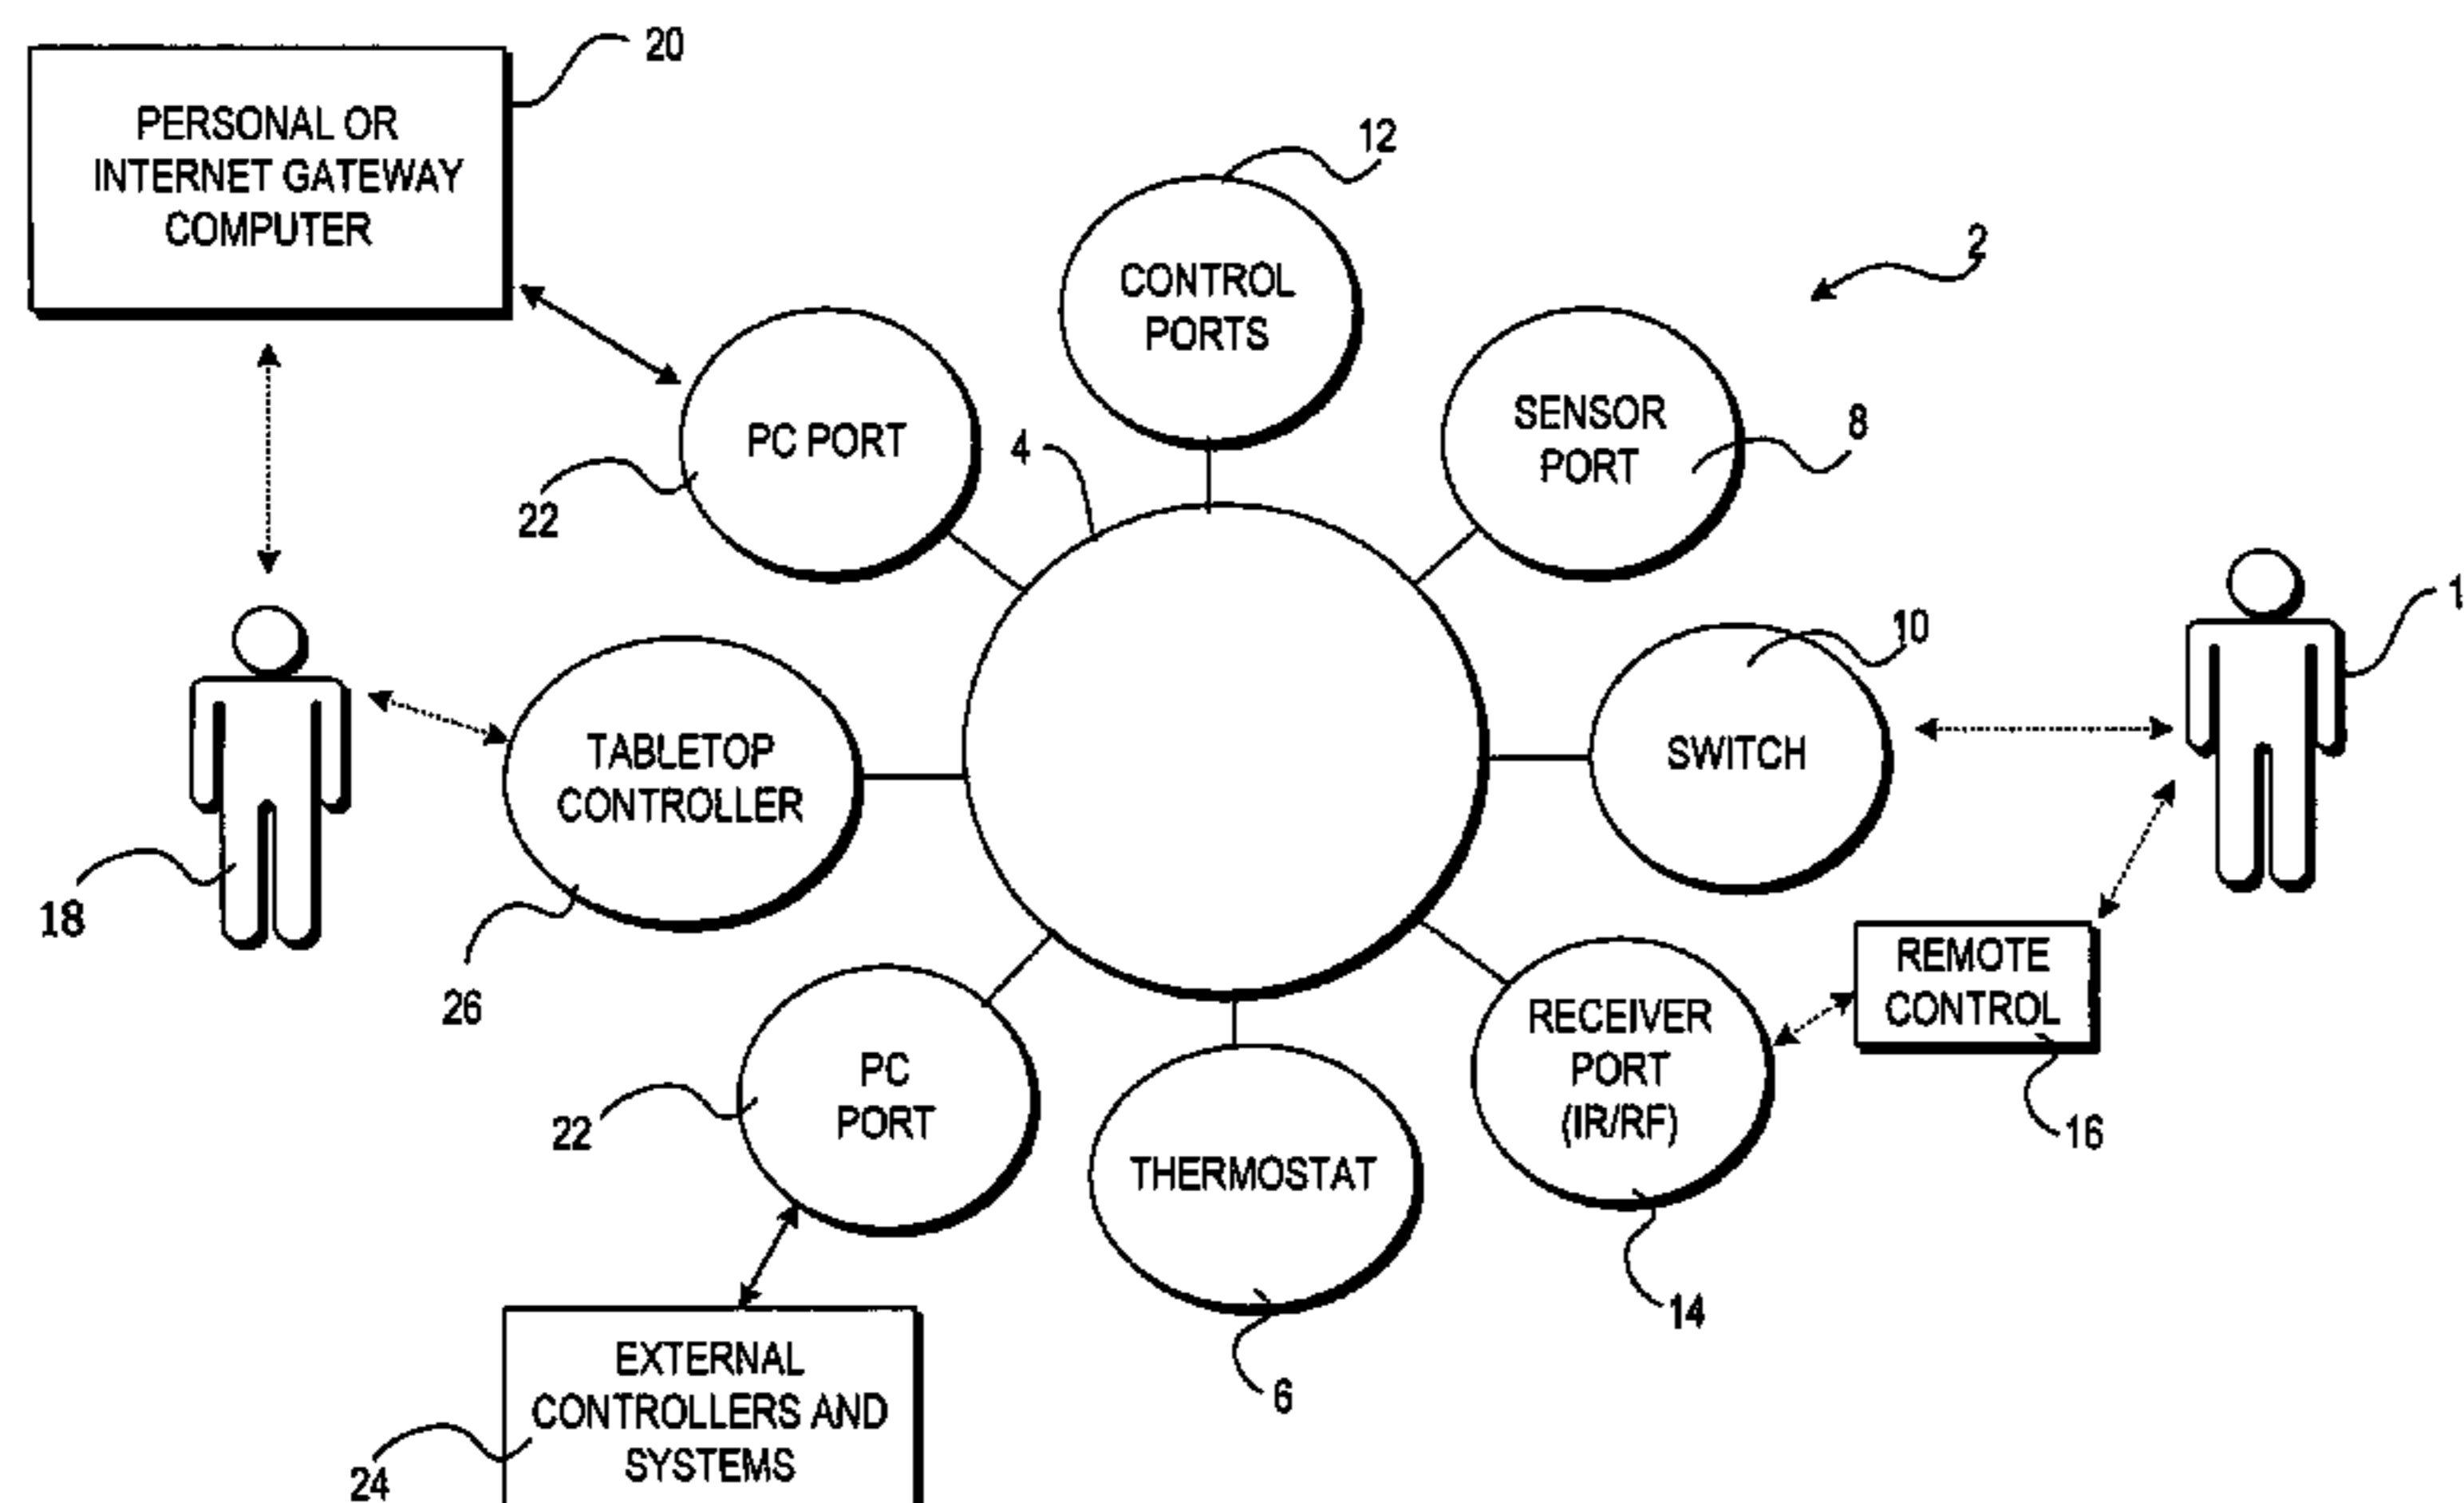 20
PERSONAL OR
INTERNET GATEWAY
COMPUTER
12
CONTROL
PORTS
2
PC PORT
22
4
SENSOR
PORT
8
1
10
SWITCH
TABLETOP
CONTROLLER
18
26
REMOTE
CONTROL
16
RECEIVER
PORT
(IR/RF)
14
PC
PORT
22
THERMOSTAT
6
EXTERNAL
CONTROLLERS AND
SYSTEMS
24